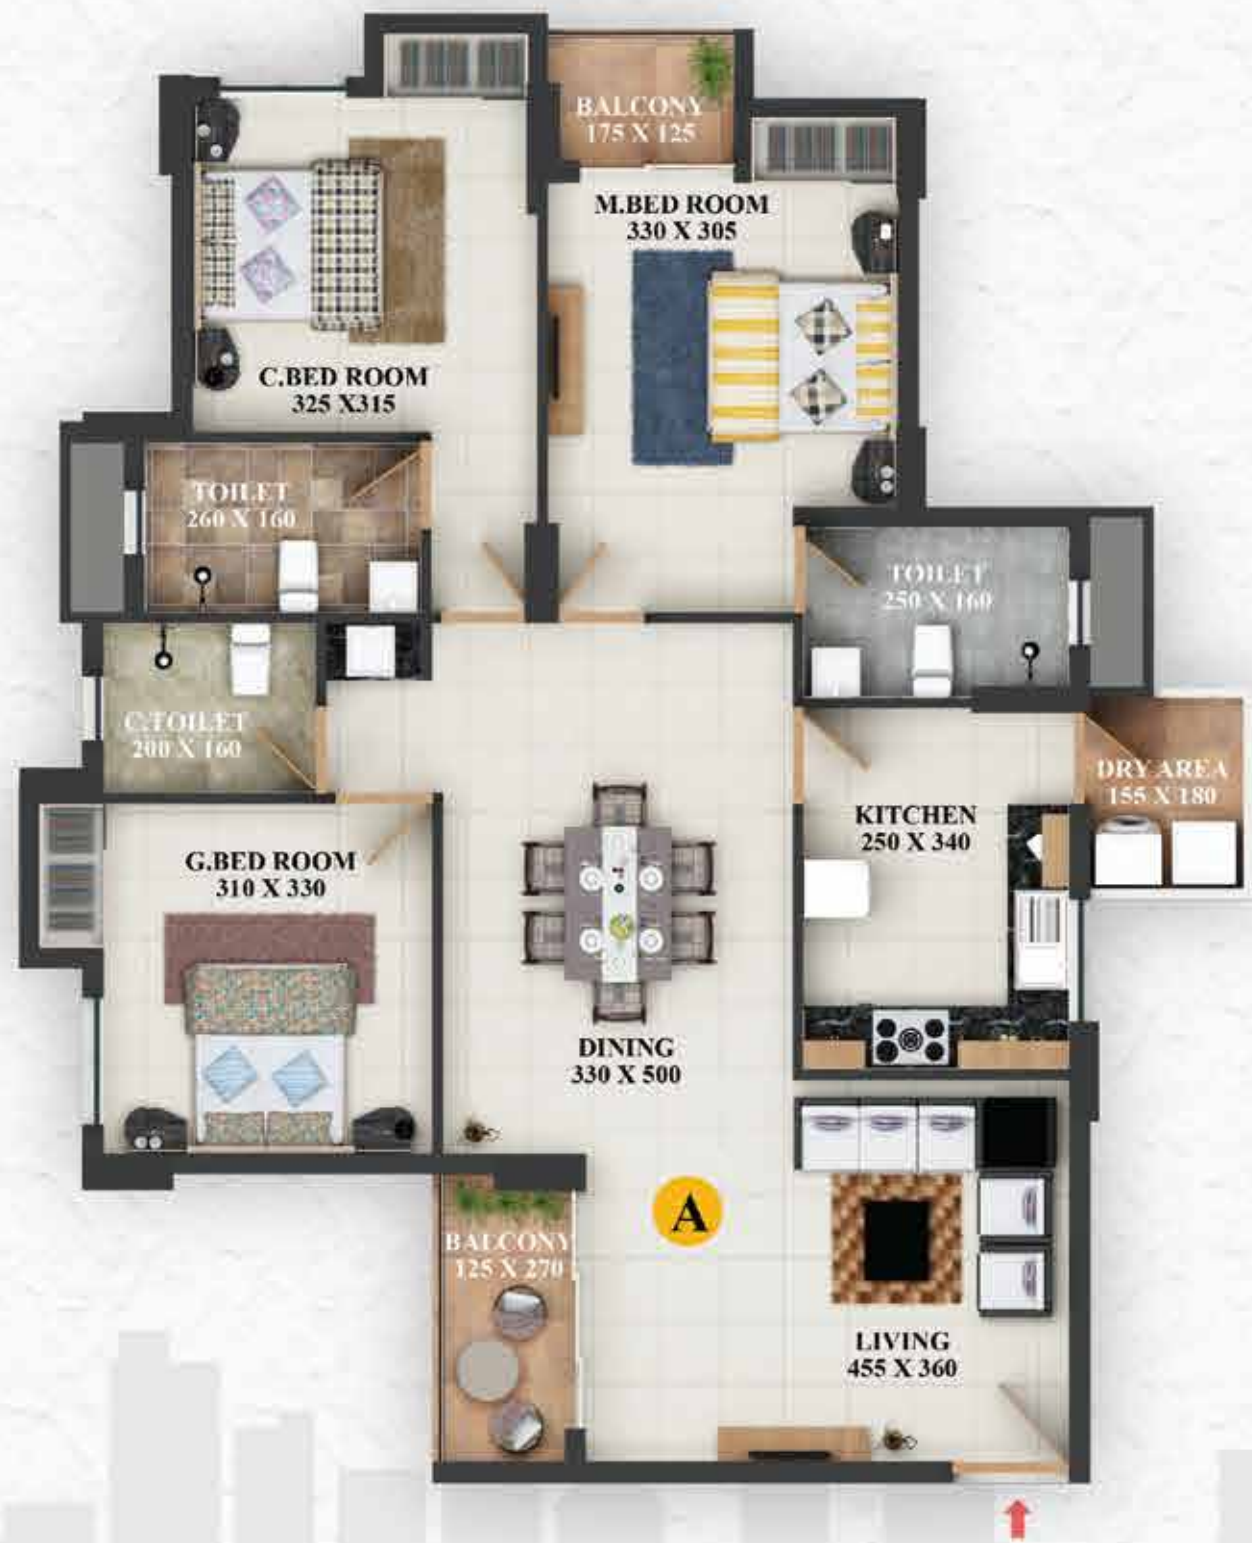 BALCONY
175 X 125
M.BED ROOM
330 X 305
C.BED ROOM
325 X315
TOILET
260 X 160
TOILET
250 X 160
C.TOILET
200 X 160
DRY AREA
155 X 180
KITCHEN
250 X 340
G.BED ROOM
310 X 330
DINING
330 X 500
A
BALCONY
125 X 270
LIVING
455 X 360